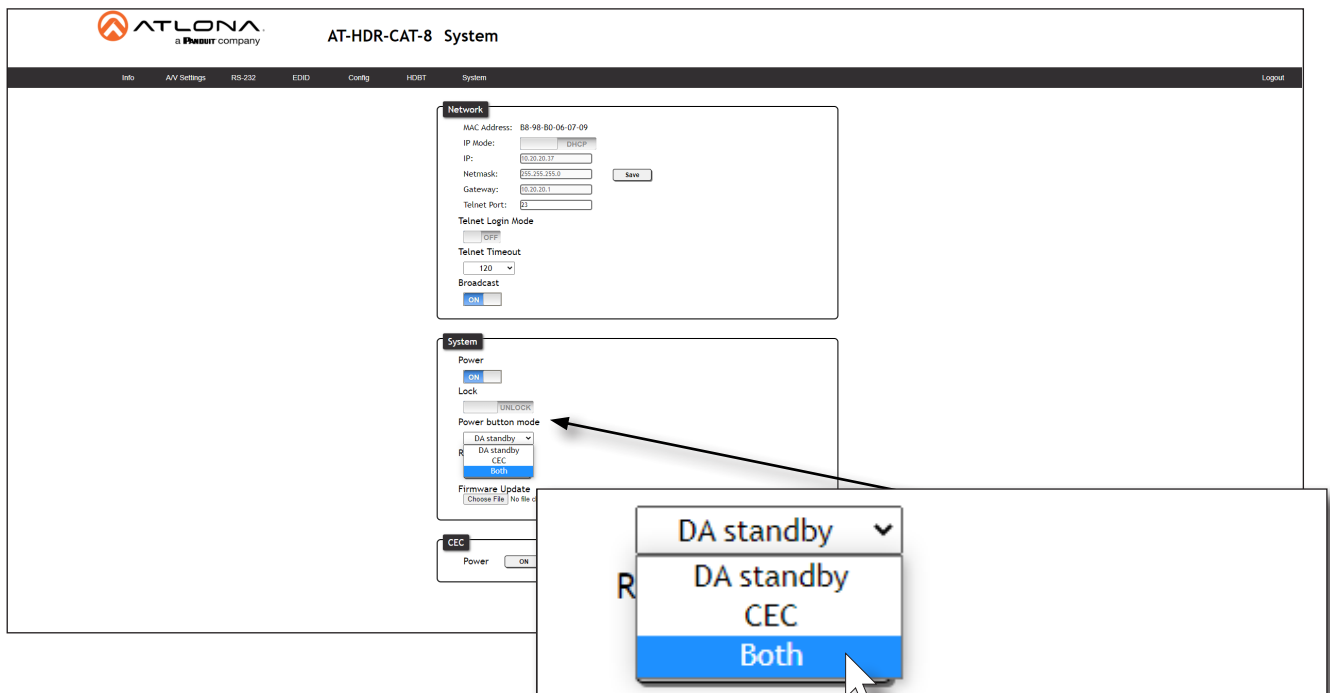 ATLONA.
a PANDUIT company
AT-HDR-CAT-8 System
Info A/V Settings RS-232 EDID Config HDBT System Logout
Network
MAC Address: B8-98-B0-06-07-09
IP Mode: DHCP
IP: 10.20.20.37
Netmask: 255.255.255.0 Save
Gateway: 10.20.20.1
Telnet Port: 23
Telnet Login Mode
OFF
Telnet Timeout
120
Broadcast
ON
System
Power
ON
Lock
UNLOCK
Power button mode
DA standby
R DA standby
CEC
Both
Firmware Update
Choose File No file
CEC
Power ON
DA standby
R DA standby
CEC
Both